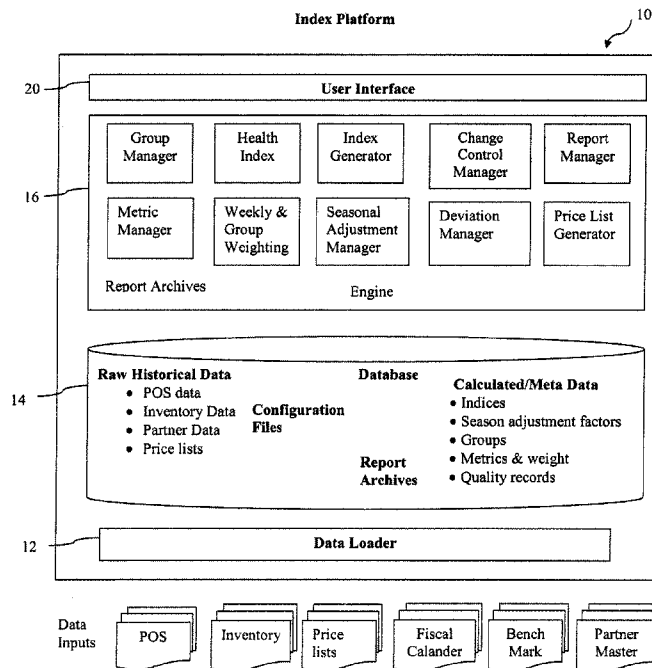 Index Platform
10
20
User Interface
16
Group
Manager
Health
Index
Index
Generator
Change
Control
Manager
Report
Manager
Metric
Manager
Weekly &
Group
Weighting
Seasonal
Adjustment
Manager
Deviation
Manager
Price List
Generator
Report Archives
Engine
14
Raw Historical Data
• POS data
• Inventory Data
• Partner Data
• Price lists
Configuration
Files
Database
Report
Archives
Calculated/Meta Data
• Indices
• Season adjustment factors
• Groups
• Metrics & weight
• Quality records
12
Data Loader
Data
Inputs
POS
Inventory
Price
lists
Fiscal
Calander
Bench
Mark
Partner
Master